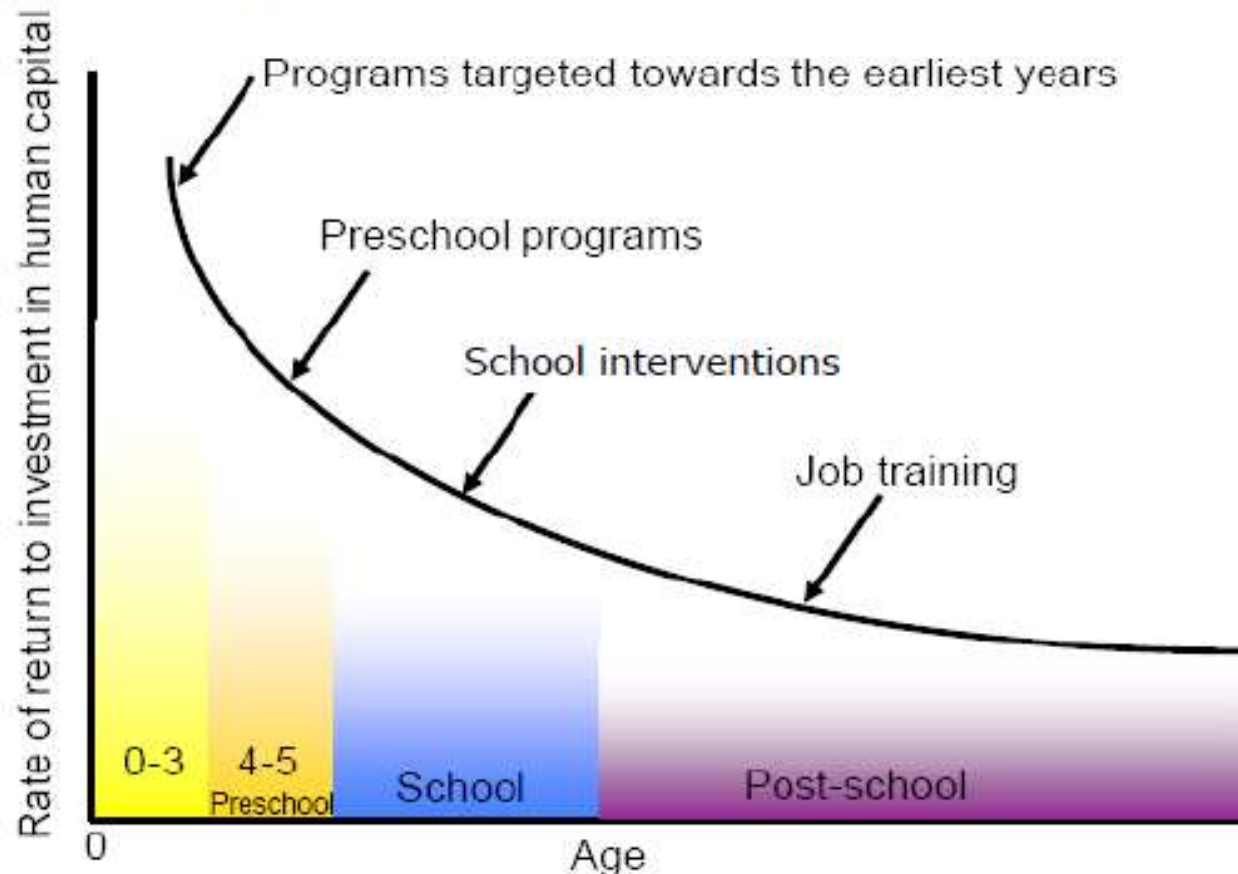 Rate of return to investment in human capital
Programs targeted towards the earliest years
Preschool programs
School interventions
Job training
0-3
4-5
Preschool
School
Post-school
0
Age